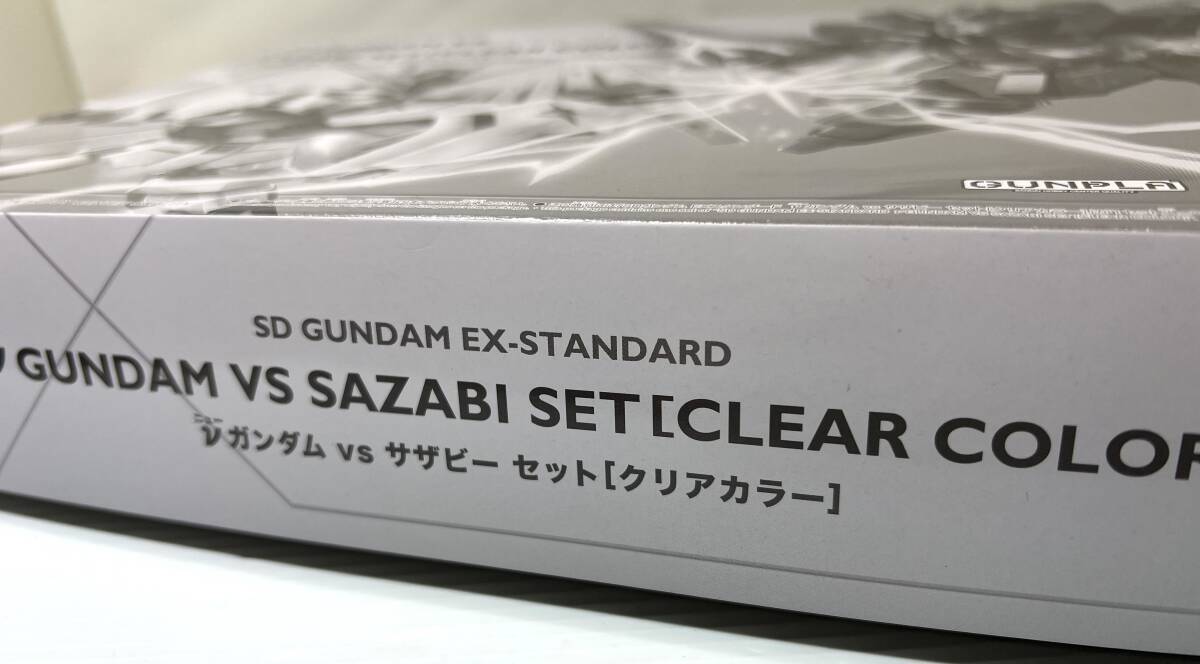 GUNPLA
SD GUNDAM EX-STANDARD
GUNDAM VS SAZABI SET[CLEAR COLOR
ニュー
νガンダム vs サザビー セット[クリアカラー]